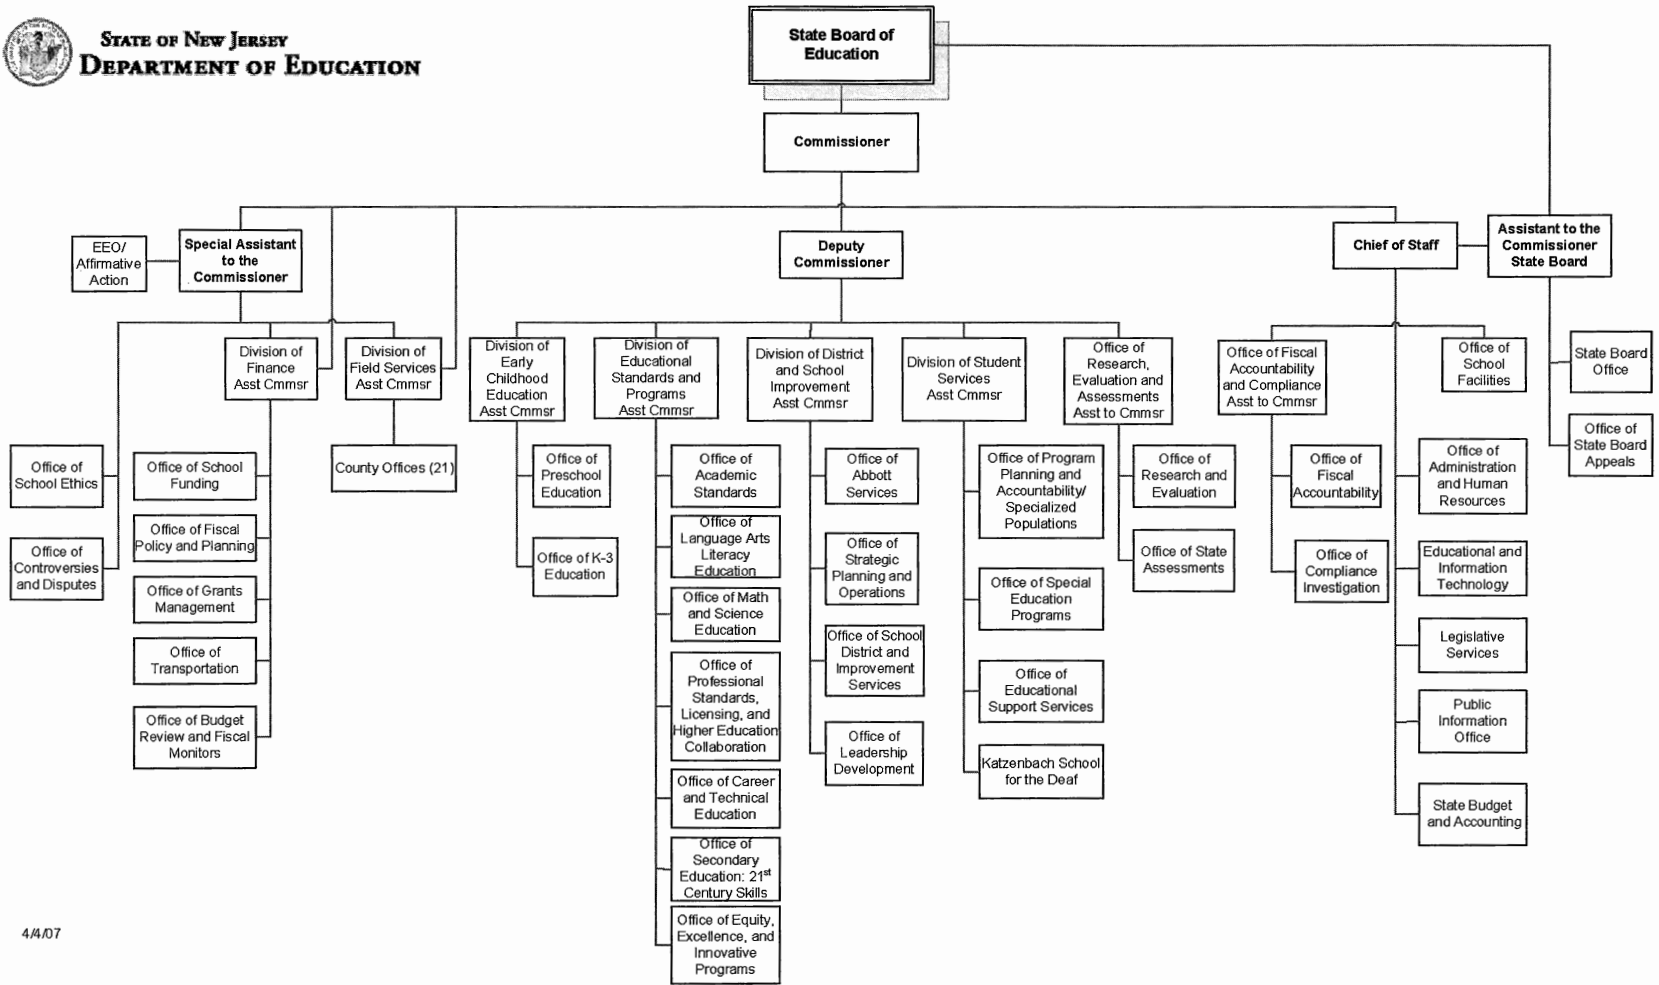 STATE OF NEW JERSEY
DEPARTMENT OF EDUCATION
State Board of
Education
Commissioner
EEO/
Affirmative
Action
Special Assistant
to the
Commissioner
Deputy
Commissioner
Chief of Staff
Assistant to the
Commissioner
State Board
Division of
Finance
Asst Cmmsr
Division of
Field Services
Asst Cmmsr
Division of
Early
Childhood
Education
Asst Cmmsr
Division of
Educational
Standards and
Programs
Asst Cmmsr
Division of District
and School
Improvement
Asst Cmmsr
Division of Student
Services
Asst Cmmsr
Office of
Research,
Evaluation and
Assessments
Asst to Cmmsr
Office of Fiscal
Accountability
and Compliance
Asst to Cmmsr
Office of
School
Facilities
State Board
Office
Office of
State Board
Appeals
Office of
School Ethics
Office of
Controversies
and Disputes
Office of School
Funding
Office of Fiscal
Policy and Planning
Office of Grants
Management
Office of
Transportation
Office of Budget
Review and Fiscal
Monitors
County Offices (21)
Office of
Preschool
Education
Office of K-3
Education
Office of
Academic
Standards
Office of
Language Arts
Literacy
Education
Office of Math
and Science
Education
Office of
Professional
Standards,
Licensing, and
Higher Education
Collaboration
Office of Career
and Technical
Education
Office of
Secondary
Education: 21st
Century Skills
Office of Equity,
Excellence, and
Innovative
Programs
Office of
Abbott
Services
Office of
Strategic
Planning and
Operations
Office of School
District and
Improvement
Services
Office of
Leadership
Development
Office of Program
Planning and
Accountability/
Specialized
Populations
Office of Special
Education
Programs
Office of
Educational
Support Services
Katzenbach School
for the Deaf
Office of
Research and
Evaluation
Office of State
Assessments
Office of
Fiscal
Accountability
Office of
Compliance
Investigation
Office of
Administration
and Human
Resources
Educational and
Information
Technology
Legislative
Services
Public
Information
Office
State Budget
and Accounting
4/4/07